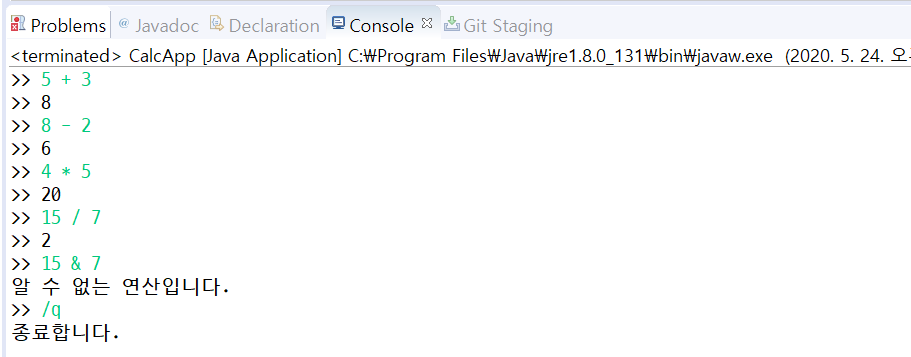 Problems @ Javadoc Declaration Console Git Staging
<terminated> CalcApp [Java Application] C:₩Program Files₩Java₩jre1.8.0_131₩bin₩javaw.exe (2020. 5. 24.
>> 5 + 3
>> 8
>> 8 - 2
>> 6
>> 4 * 5
>> 20
>> 15 / 7
>> 2
>> 15 & 7
알 수 없는 연산입니다.
>> /q
종료합니다.